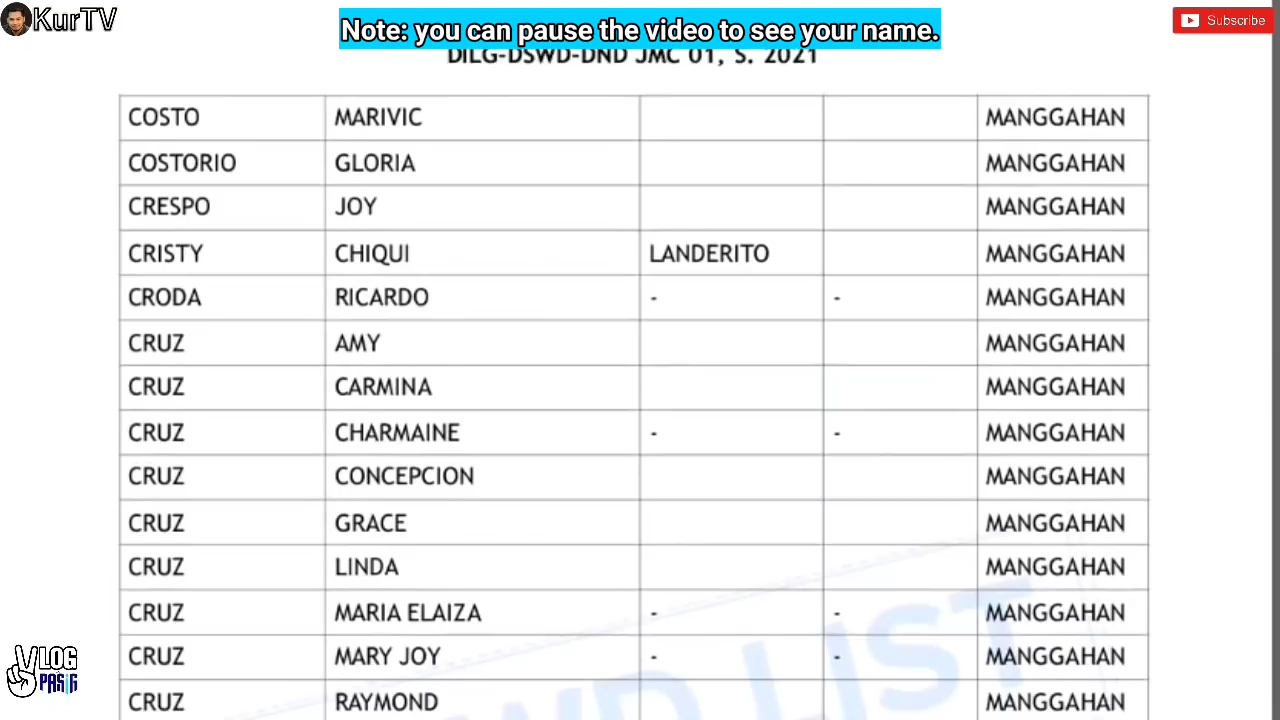 KurTV
Note: you can pause the video to see your name.
Subscribe
DILG-DSWD-DND JMC 01, S. 2021
COSTO MARIVIC MANGGAHAN
COSTORIO GLORIA MANGGAHAN
CRESPO JOY MANGGAHAN
CRISTY CHIQUI LANDERITO MANGGAHAN
CRODA RICARDO - - MANGGAHAN
CRUZ AMY MANGGAHAN
CRUZ CARMINA MANGGAHAN
CRUZ CHARMAINE - - MANGGAHAN
CRUZ CONCEPCION MANGGAHAN
CRUZ GRACE MANGGAHAN
CRUZ LINDA MANGGAHAN
CRUZ MARIA ELAIZA - - MANGGAHAN
CRUZ MARY JOY - - MANGGAHAN
CRUZ RAYMOND MANGGAHAN
DSWD LIST
VLOG
PASIG